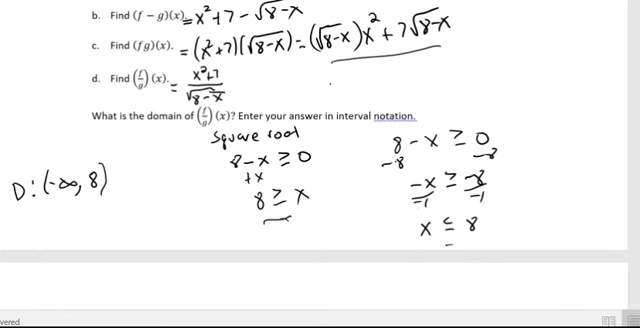 b. Find (f − g)(x). = x² + 7 − √8−x
c. Find (fg)(x). = (x²+7)(√8−x) = (√8−x)x² + 7√8−x
d. Find (f/g)(x). = x²+7 / √8−x
What is the domain of (f/g)(x)? Enter your answer in interval notation.
square root
8−x ≥ 0
+x
8 ≥ x
8 − x ≥ 0
−8 −8
−x ≥ −8
−1 −1
x ≤ 8
D: (−∞, 8)
vered